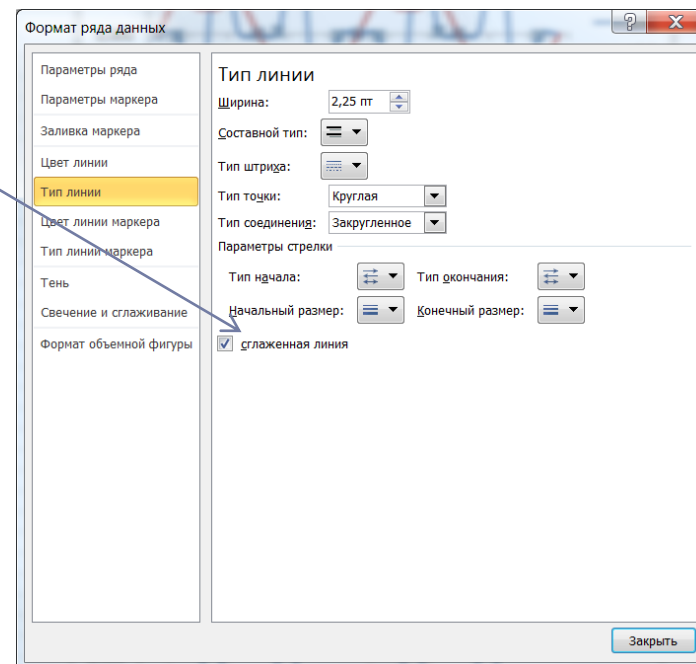 Формат ряда данных
Параметры ряда
Параметры маркера
Заливка маркера
Цвет линии
Тип линии
Цвет линии маркера
Тип линии маркера
Тень
Свечение и сглаживание
Формат объемной фигуры
Тип линии
Ширина: 2,25 пт
Составной тип:
Тип штриха:
Тип точки: Круглая
Тип соединения: Закругленное
Параметры стрелки
Тип начала: Тип окончания:
Начальный размер: Конечный размер:
сглаженная линия
Закрыть